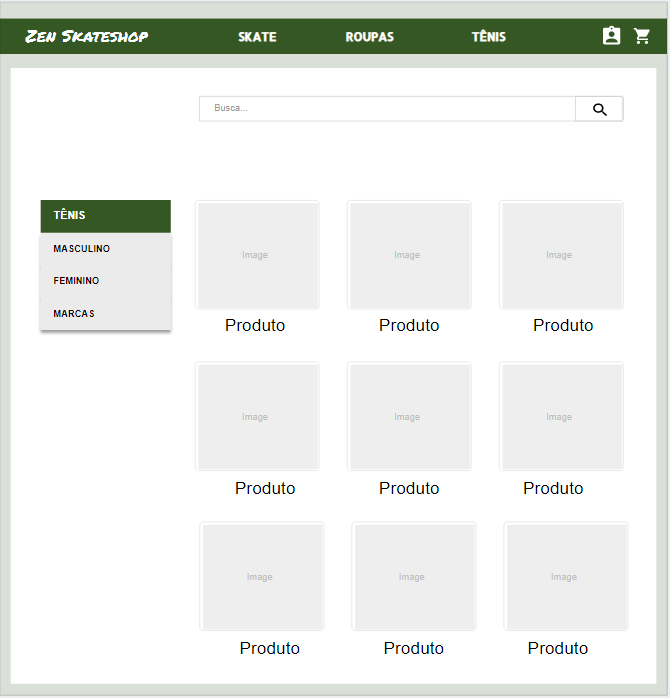 Zen Skateshop SKATE ROUPAS TÊNIS
Busca...
TÊNIS
MASCULINO
FEMININO
MARCAS
Image Image Image
Produto Produto Produto
Image Image Image
Produto Produto Produto
Image Image Image
Produto Produto Produto